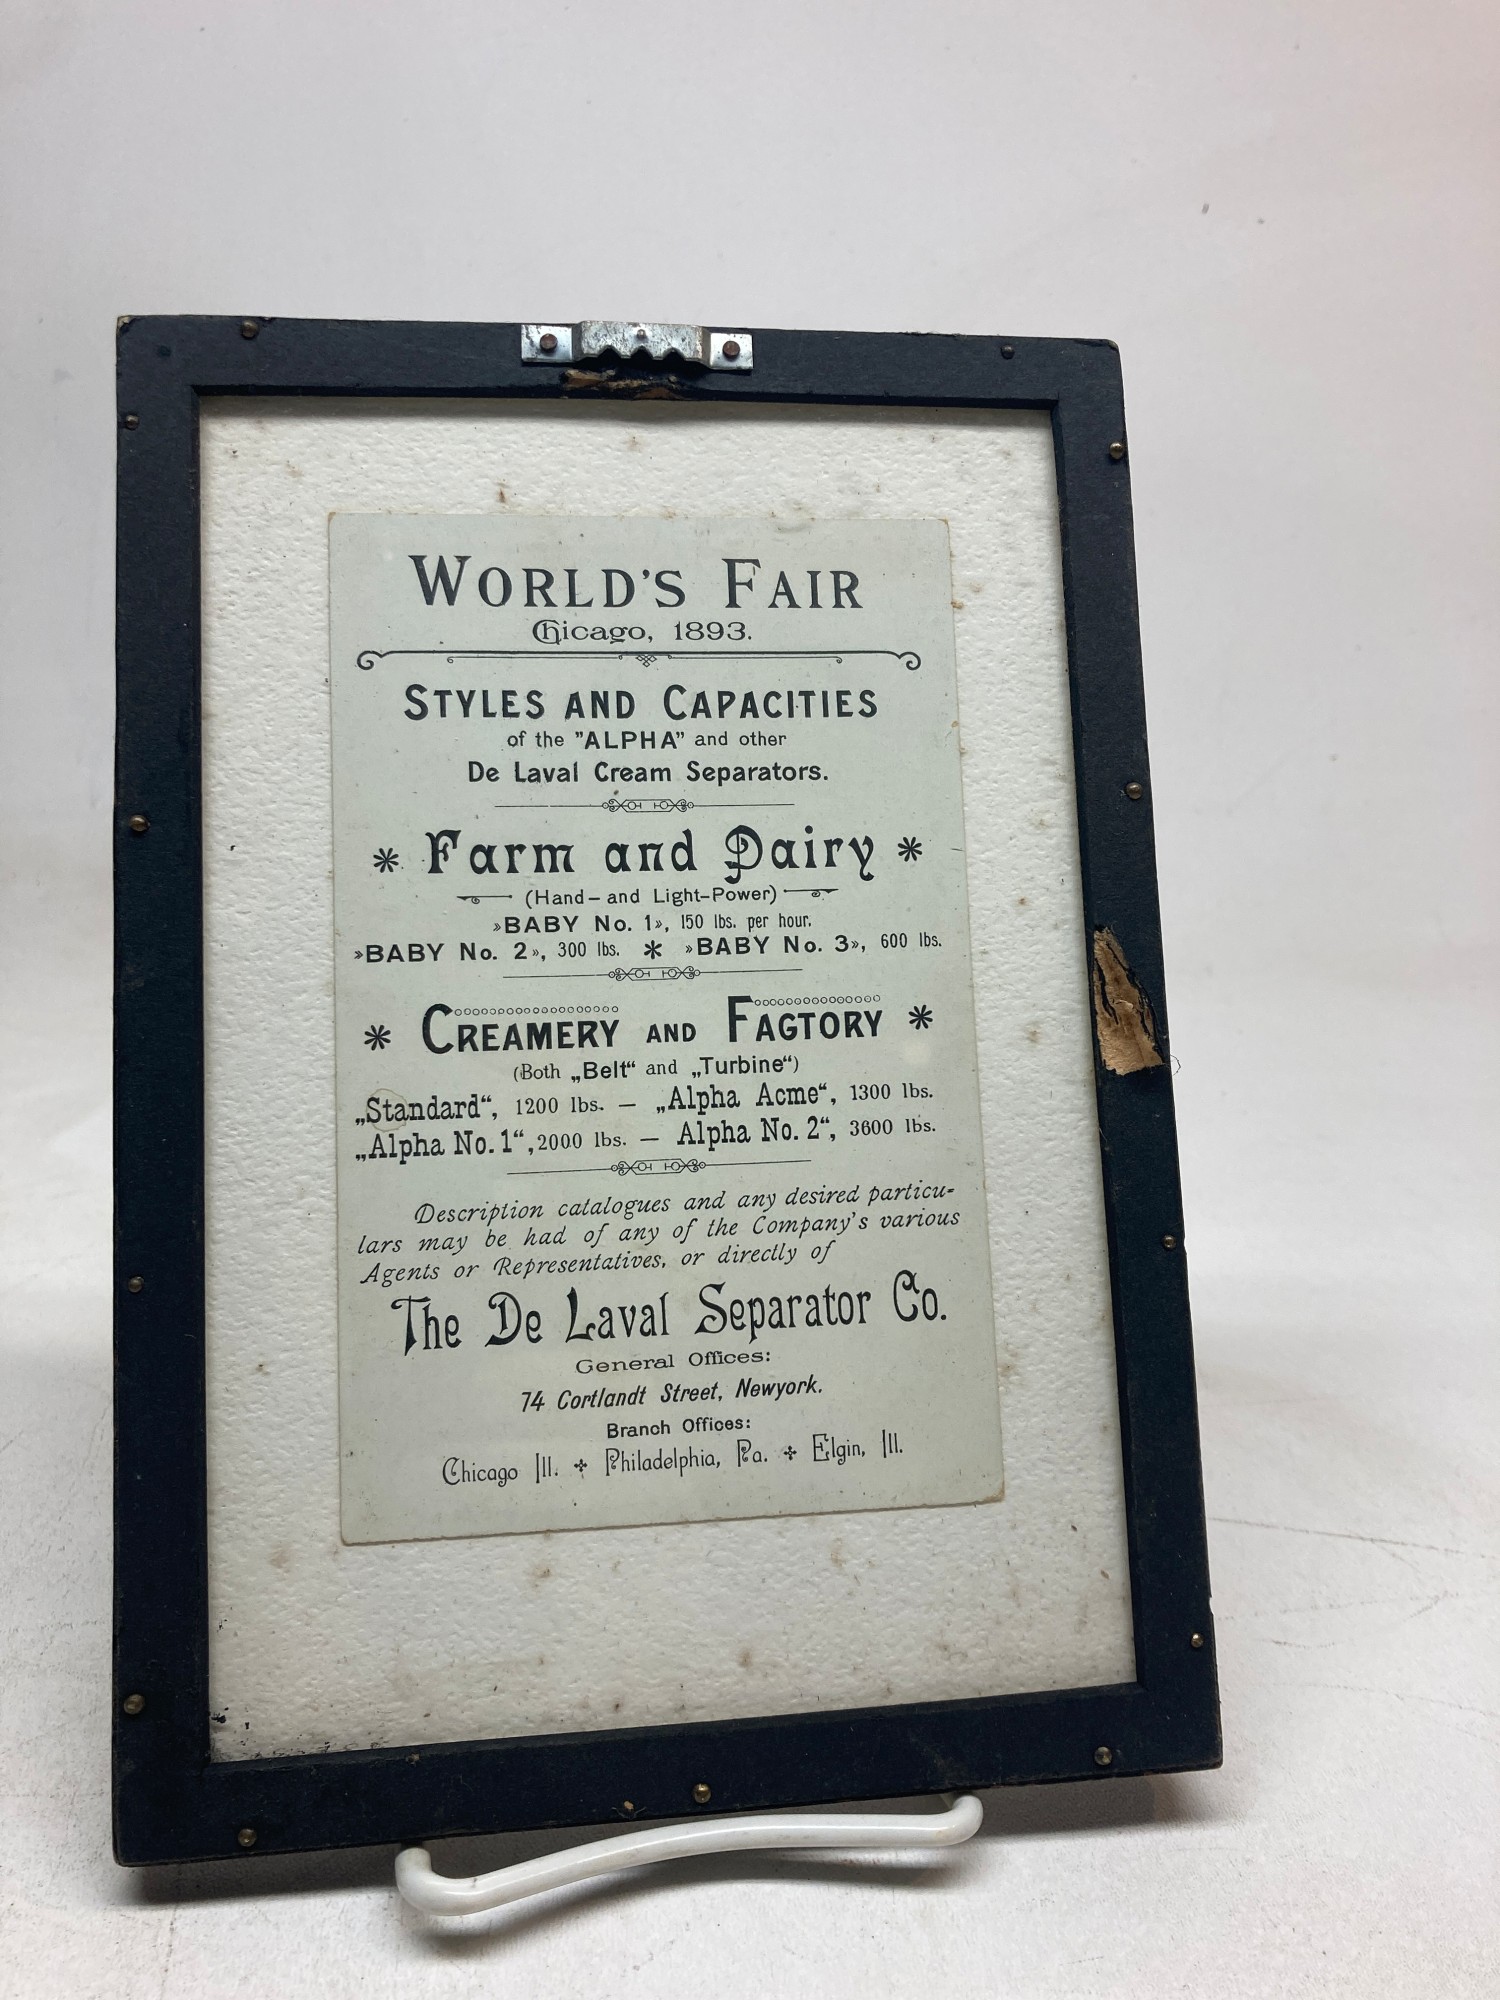 WORLD'S FAIR
Chicago, 1893.
STYLES AND CAPACITIES
of the "ALPHA" and other
De Laval Cream Separators.
* Farm and Dairy *
(Hand- and Light-Power)
»BABY No. 1», 150 lbs. per hour.
»BABY No. 2», 300 lbs. * »BABY No. 3», 600 lbs.
* CREAMERY AND FAGTORY *
(Both „Belt“ and „Turbine“)
„Standard“, 1200 lbs. — „Alpha Acme“, 1300 lbs.
„Alpha No. 1“, 2000 lbs. — Alpha No. 2“, 3600 lbs.
Description catalogues and any desired particu-
lars may be had of any of the Company's various
Agents or Representatives, or directly of
The De Laval Separator Co.
General Offices:
74 Cortlandt Street, Newyork.
Branch Offices:
Chicago Ill. ✣ Philadelphia, Pa. ✣ Elgin, Ill.